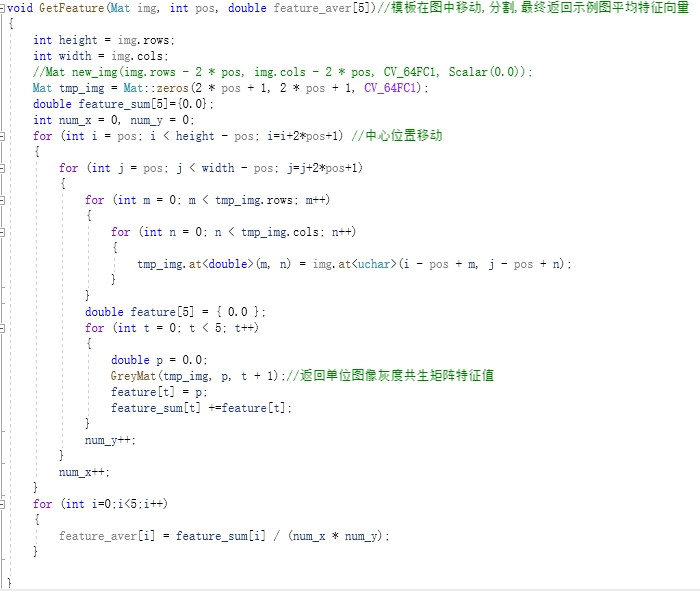 void GetFeature(Mat img, int pos, double feature_aver[5])//模板在图中移动,分割,最终返回示例图平均特征向量
{
int height = img.rows;
int width = img.cols;
//Mat new_img(img.rows - 2 * pos, img.cols - 2 * pos, CV_64FC1, Scalar(0.0));
Mat tmp_img = Mat::zeros(2 * pos + 1, 2 * pos + 1, CV_64FC1);
double feature_sum[5]={0.0};
int num_x = 0, num_y = 0;
for (int i = pos; i < height - pos; i=i+2*pos+1) //中心位置移动
{
for (int j = pos; j < width - pos; j=j+2*pos+1)
{
for (int m = 0; m < tmp_img.rows; m++)
{
for (int n = 0; n < tmp_img.cols; n++)
{
tmp_img.at<double>(m, n) = img.at<uchar>(i - pos + m, j - pos + n);
}
}
double feature[5] = { 0.0 };
for (int t = 0; t < 5; t++)
{
double p = 0.0;
GreyMat(tmp_img, p, t + 1);//返回单位图像灰度共生矩阵特征值
feature[t] = p;
feature_sum[t] +=feature[t];
}
num_y++;
}
num_x++;
}
for (int i=0;i<5;i++)
{
feature_aver[i] = feature_sum[i] / (num_x * num_y);
}
}